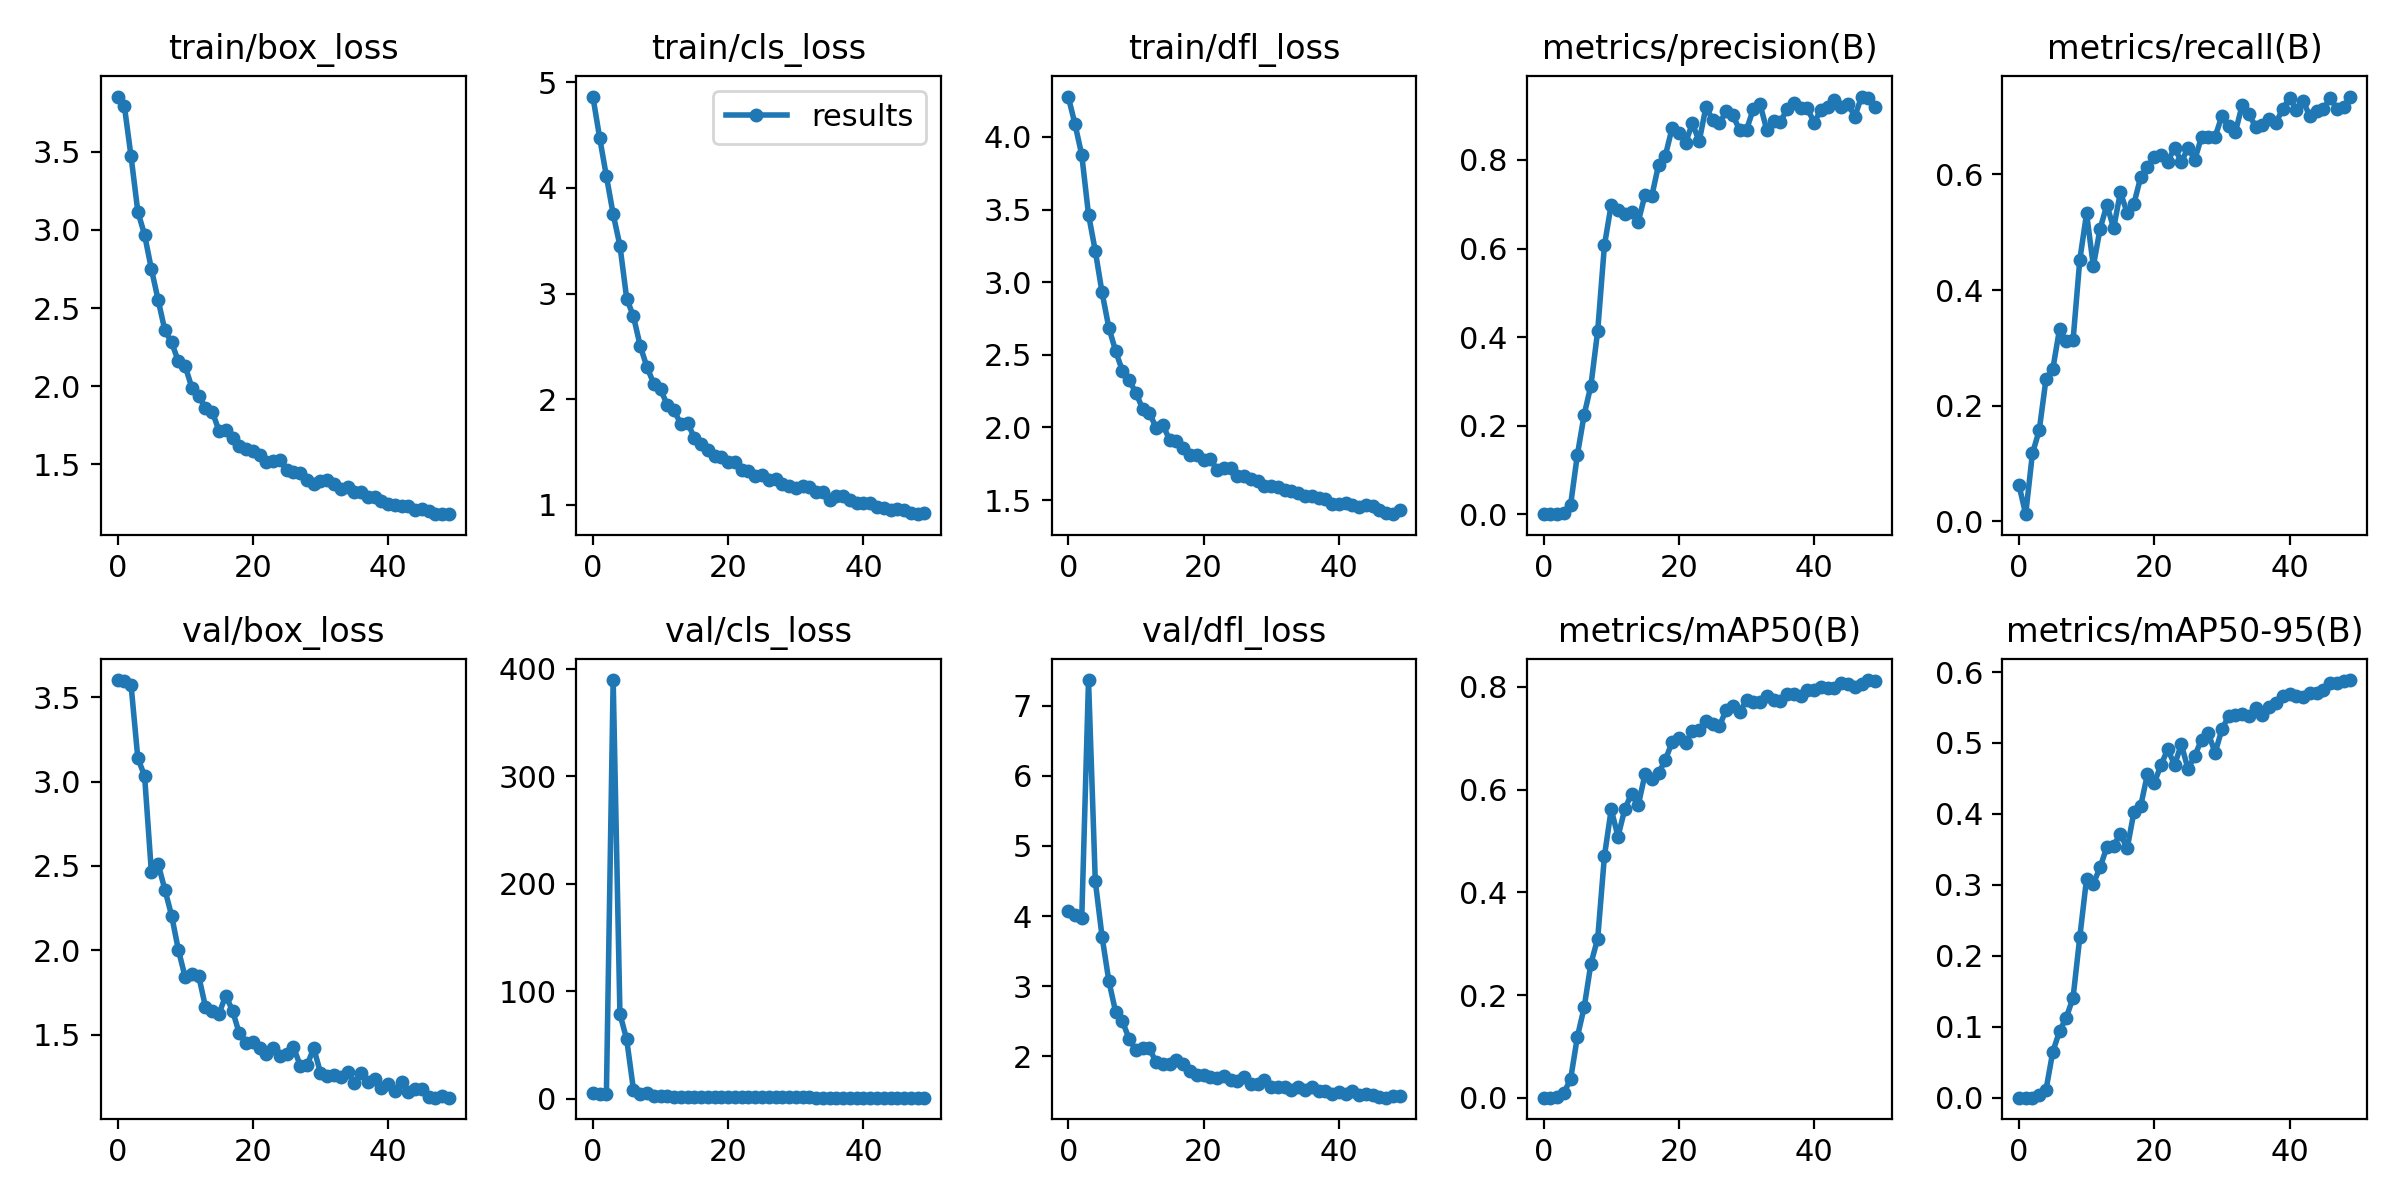 train/box_loss
train/cls_loss
train/dfl_loss
metrics/precision(B)
metrics/recall(B)
3.5
3.0
2.5
2.0
1.5
0 20 40
5
4
3
2
1
results
0 20 40
4.0
3.5
3.0
2.5
2.0
1.5
0 20 40
0.8
0.6
0.4
0.2
0.0
0 20 40
0.6
0.4
0.2
0.0
0 20 40
val/box_loss
val/cls_loss
val/dfl_loss
metrics/mAP50(B)
metrics/mAP50-95(B)
3.5
3.0
2.5
2.0
1.5
0 20 40
400
300
200
100
0
0 20 40
7
6
5
4
3
2
0 20 40
0.8
0.6
0.4
0.2
0.0
0 20 40
0.6
0.5
0.4
0.3
0.2
0.1
0.0
0 20 40